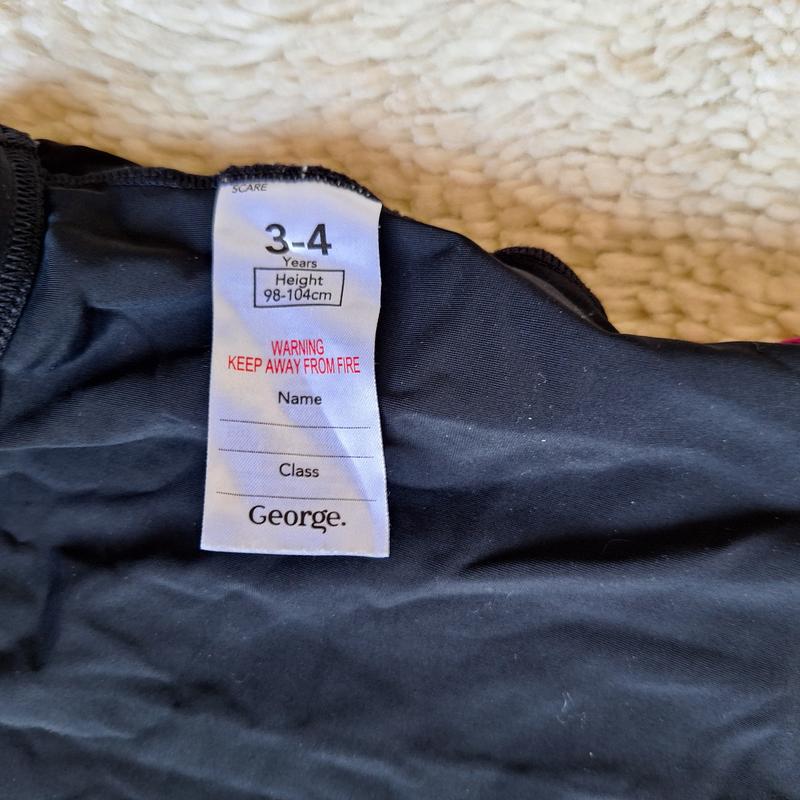 SCARE
3-4
Years
Height
98-104cm
WARNING
KEEP AWAY FROM FIRE
Name
Class
George.